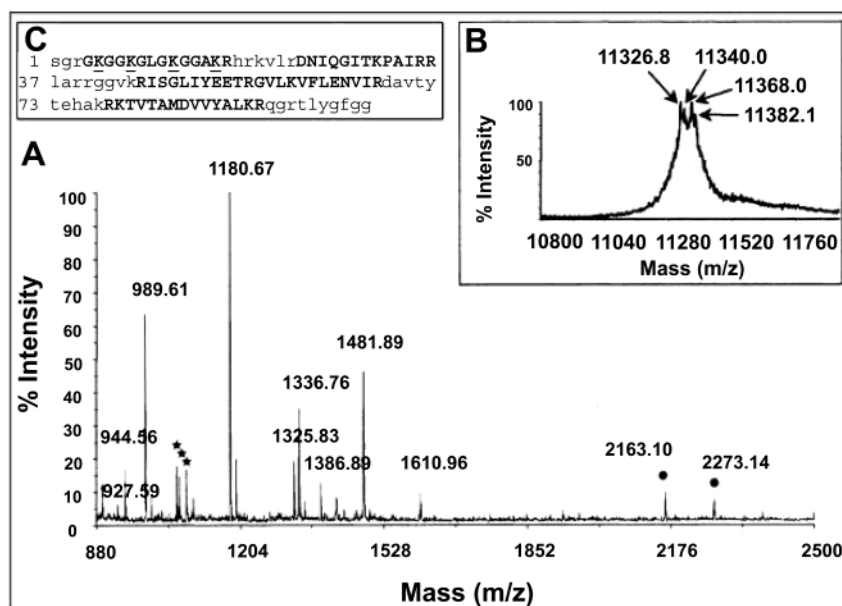 C
1 sgrGKGGKGLGKGGAKRhrkvlrDNIQGITKPAIRR
37 larrggvkRISGLIYEETRGVLKVFLENVIRdavty
73 tehakRKTVTAMDVVYALKRqgrtlygfgg
B
11326.8 11340.0
11368.0
11382.1
100
50
% Intensity
10800 11040 11280 11520 11760
Mass (m/z)
A
1180.67
989.61
1481.89
1336.76
944.56
1325.83
1386.89
1610.96
2163.10
2273.14
927.59
100
90
80
70
60
50
40
30
20
10
0
% Intensity
880 1204 1528 1852 2176 2500
Mass (m/z)